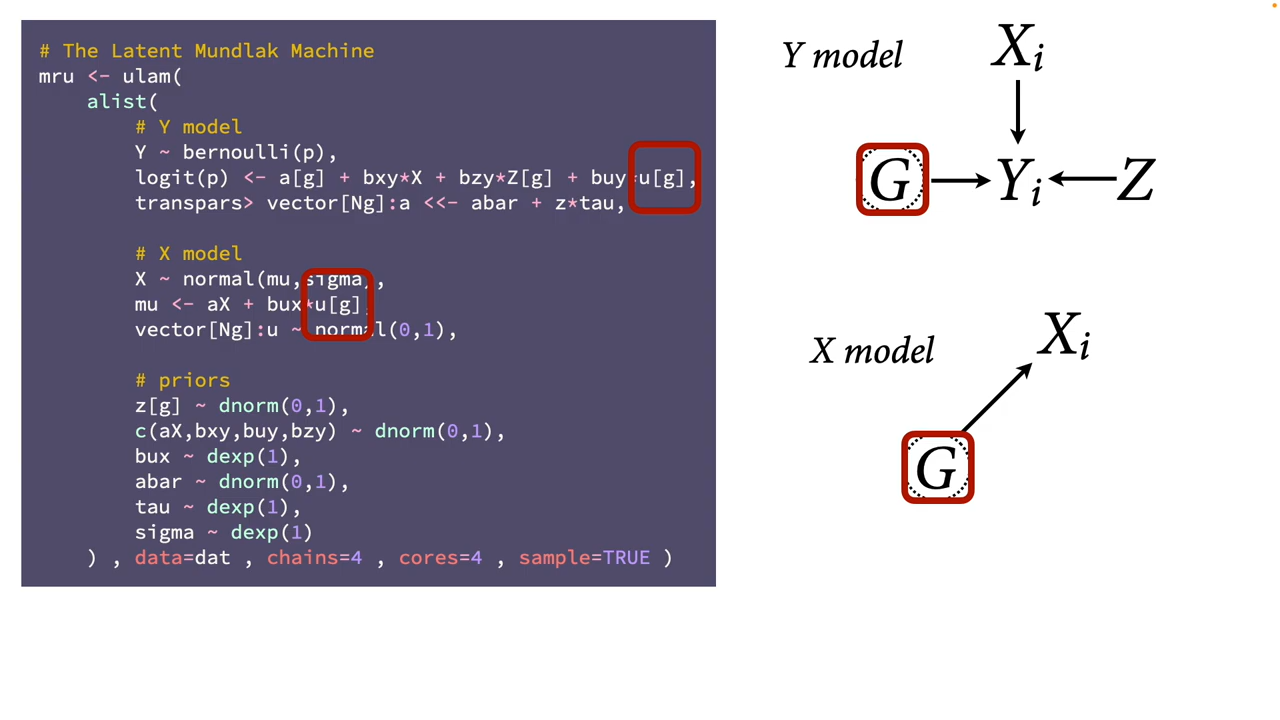 # The Latent Mundlak Machine
mru <- ulam(
    alist(
        # Y model
        Y ~ bernoulli(p),
        logit(p) <- a[g] + bxy*X + bzy*Z[g] + buy*u[g],
        transpars> vector[Ng]:a <<- abar + z*tau,

        # X model
        X ~ normal(mu,sigma),
        mu <- aX + bux*u[g],
        vector[Ng]:u ~ normal(0,1),

        # priors
        z[g] ~ dnorm(0,1),
        c(aX,bxy,buy,bzy) ~ dnorm(0,1),
        bux ~ dexp(1),
        abar ~ dnorm(0,1),
        tau ~ dexp(1),
        sigma ~ dexp(1)
    ) , data=dat , chains=4 , cores=4 , sample=TRUE )
Y model
Xi
G
Yi
Z
X model
Xi
G